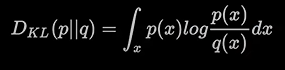 D_{KL}(p||q) = \int_x p(x) log \frac{p(x)}{q(x)} dx